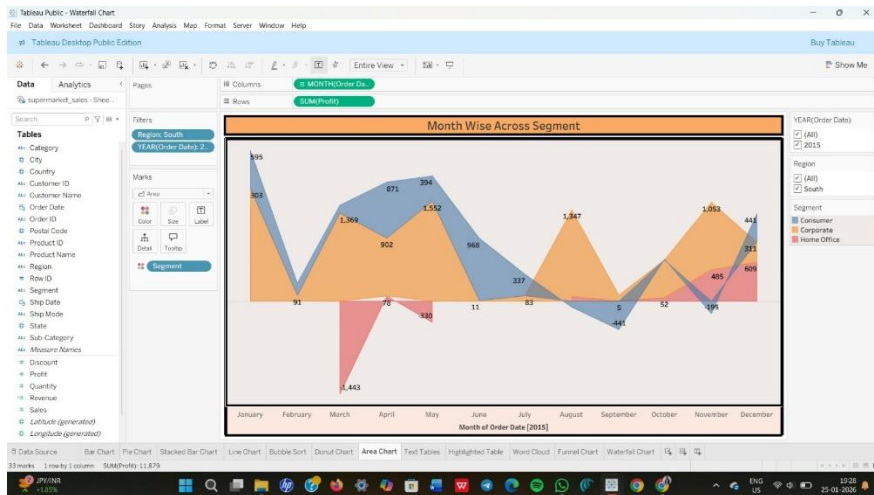 Tableau Public - Waterfall Chart
File Data Worksheet Dashboard Story Analysis Map Format Server Window Help
Tableau Desktop Public Edition
Buy Tableau
Entire View
Show Me
Data Analytics
Pages
Columns
MONTH(Order Da..
supermarket_sales - Shee...
Rows
SUM(Profit)
Search
Filters
Region: South
YEAR(Order Date): 2..
Tables
Category
City
Country
Customer ID
Customer Name
Order Date
Order ID
Postal Code
Product ID
Product Name
Region
Row ID
Segment
Ship Date
Ship Mode
State
Sub-Category
Measure Names
Discount
Profit
Quantity
Revenue
Sales
Latitude (generated)
Longitude (generated)
Marks
Area
Color Size Label
Detail Tooltip
Segment
Month Wise Across Segment
595
303
91
1,369
-1,443
871
902
78
394
1,552
-330
968
11
337
83
1,347
5
-441
52
1,053
485
-195
441
311
609
January February March April May June July August September October November December
Month of Order Date [2015]
YEAR(Order Date)
(All)
2015
Region
(All)
South
Segment
Consumer
Corporate
Home Office
Data Source Bar Chart Pie Chart Stacked Bar Chart Line Chart Bubble Sort Donut Chart Area Chart Text Tables Highlighted Table Word Cloud Funnel Chart Waterfall Chart
33 marks 1 row by 1 column SUM(Profit): 11,879
JPY/INR
+1.85%
ENG
US
19:28
25-01-2026